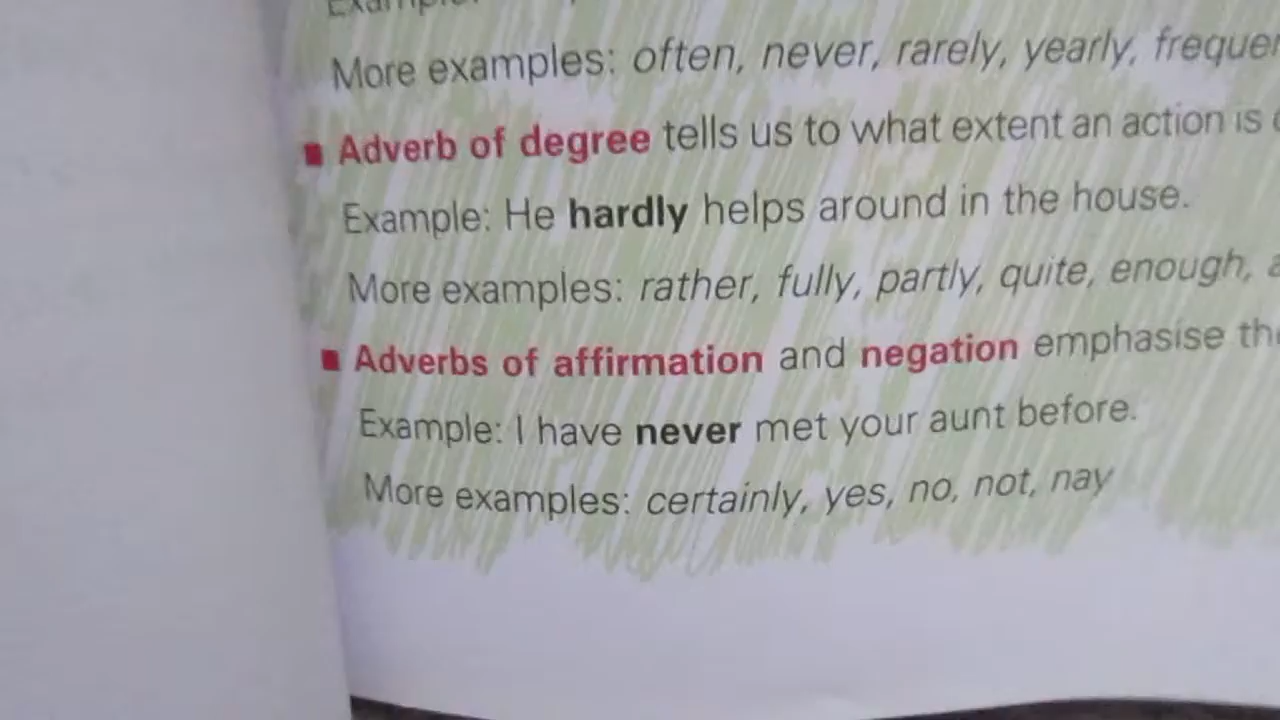 More examples: often, never, rarely, yearly,
Adverb of degree tells us to what extent an action is
Example: He hardly helps around in the house.
More examples: rather, fully, partly, quite, enough,
Adverbs of affirmation and negation emphasise
Example: I have never met your aunt before.
More examples: certainly, yes, no, not, nay